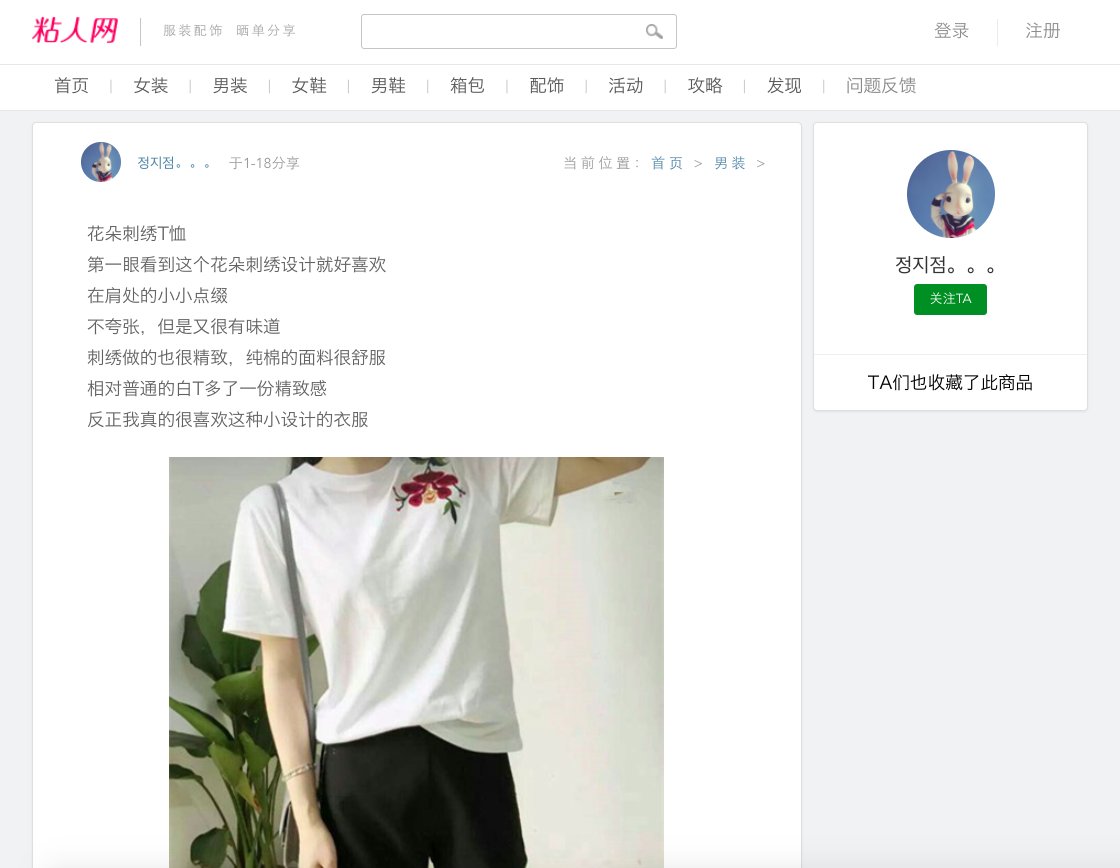 粘人网
服装配饰 晒单分享
登录
注册
首页 | 女装 | 男装 | 女鞋 | 男鞋 | 箱包 | 配饰 | 活动 | 攻略 | 发现 | 问题反馈
정지점。。。 于1-18分享
当前位置： 首页 > 男装 >
花朵刺绣T恤
第一眼看到这个花朵刺绣设计就好喜欢
在肩处的小小点缀
不夸张，但是又很有味道
刺绣做的也很精致，纯棉的面料很舒服
相对普通的白T多了一份精致感
反正我真的很喜欢这种小设计的衣服
정지점。。。
关注TA
TA们也收藏了此商品